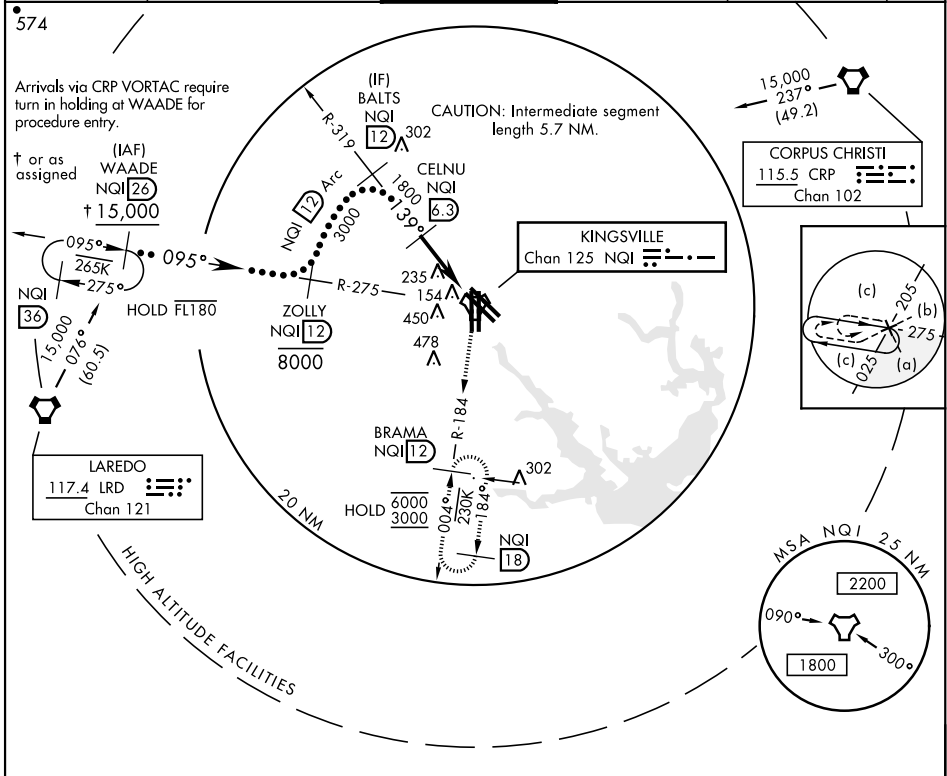 574
Arrivals via CRP VORTAC require
turn in holding at WAADE for
procedure entry.
† or as
assigned
(IAF)
WAADE
NQI 26
† 15,000
095°
265K
275°
HOLD FL180
NQI
36
15,000
076°
(60.5)
LAREDO
117.4 LRD
Chan 121
095°
R-319
(IF)
BALTS
NQI
12
302
CAUTION: Intermediate segment
length 5.7 NM.
NQI 12 Arc
3000
1800
139°
CELNU
NQI
6.3
ZOLLY
NQI 12
8000
R-275
235
154
450
478
KINGSVILLE
Chan 125 NQI
15,000
237°
(49.2)
CORPUS CHRISTI
115.5 CRP
Chan 102
(c)
205
(b)
275
(a)
025
(c)
R-184
BRAMA
NQI 12
302
HOLD 6000
3000
004°
230K
184°
NQI
18
20 NM
HIGH ALTITUDE FACILITIES
MSA NQI 25 NM
2200
090°
1800
300°